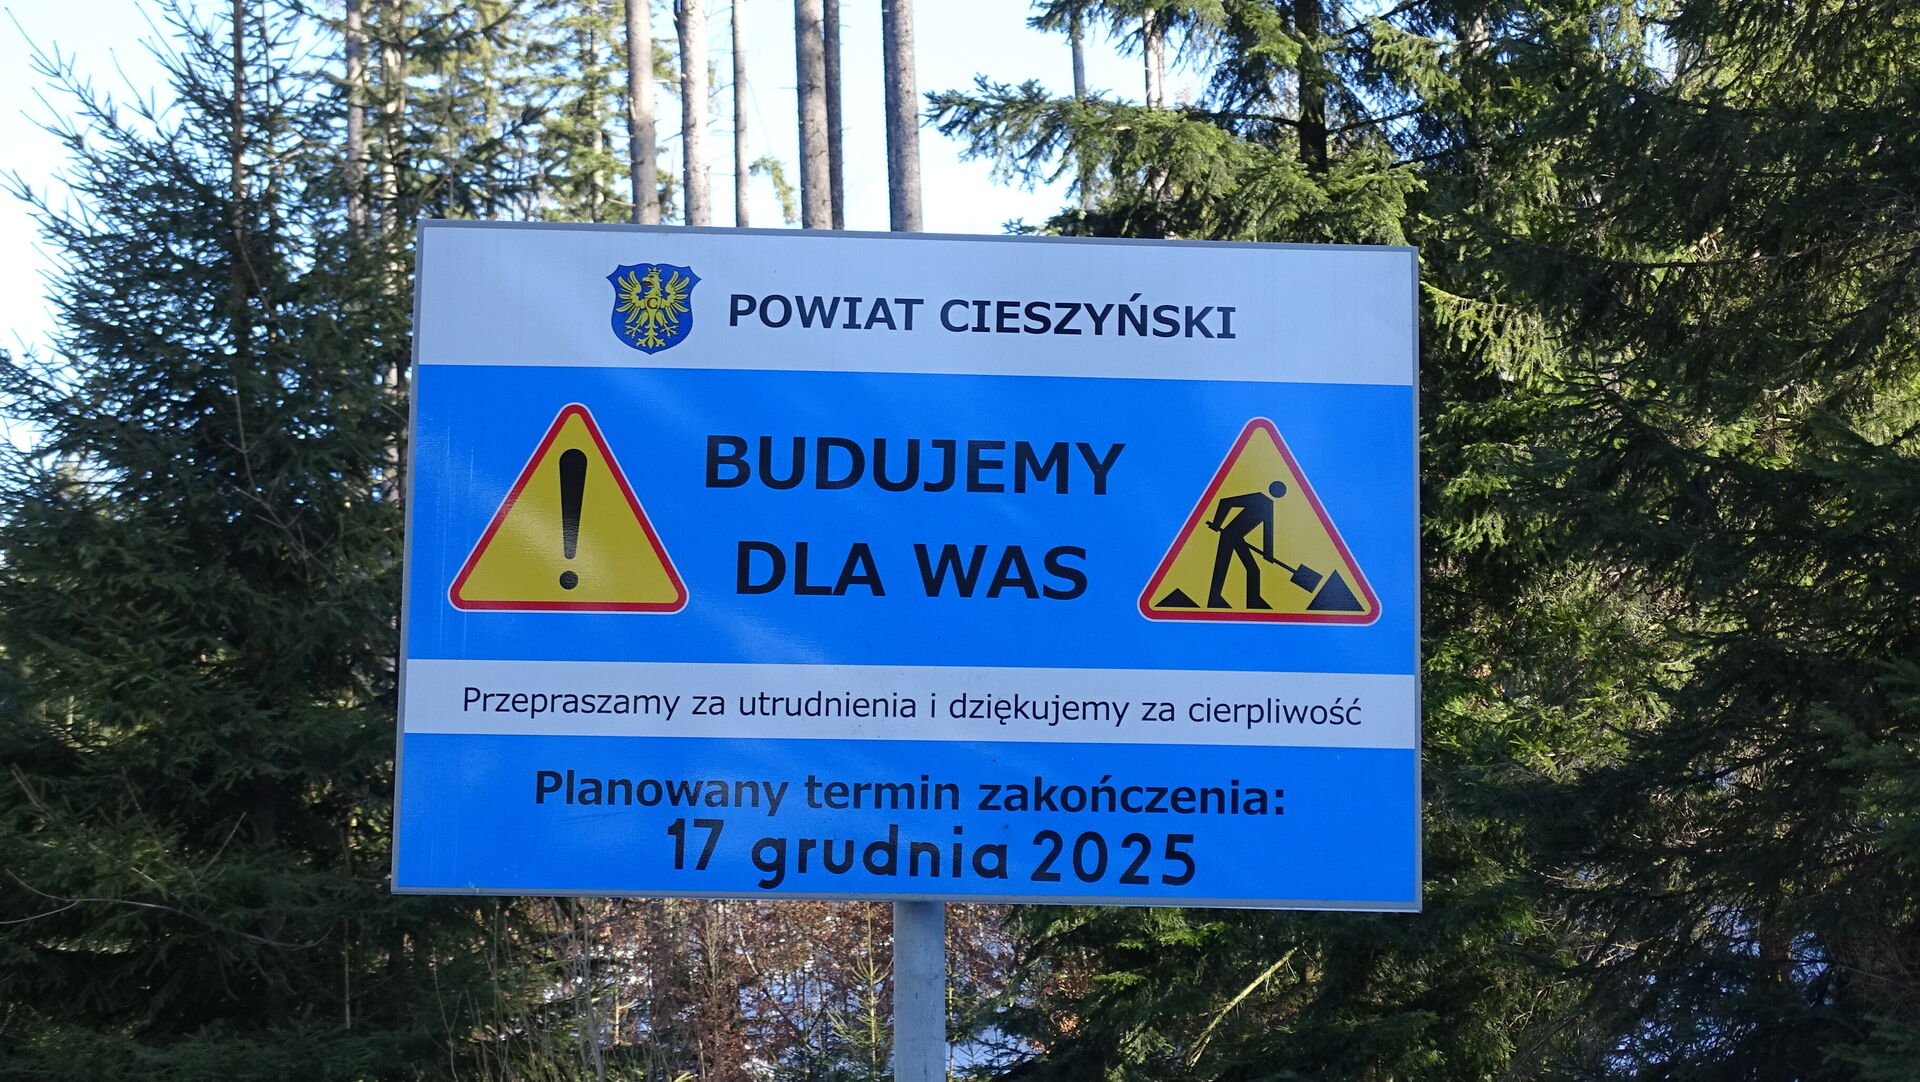 POWIAT CIESZYŃSKI
C
BUDUJEMY
DLA WAS
Przepraszamy za utrudnienia i dziękujemy za cierpliwość
Planowany termin zakończenia:
17 grudnia 2025